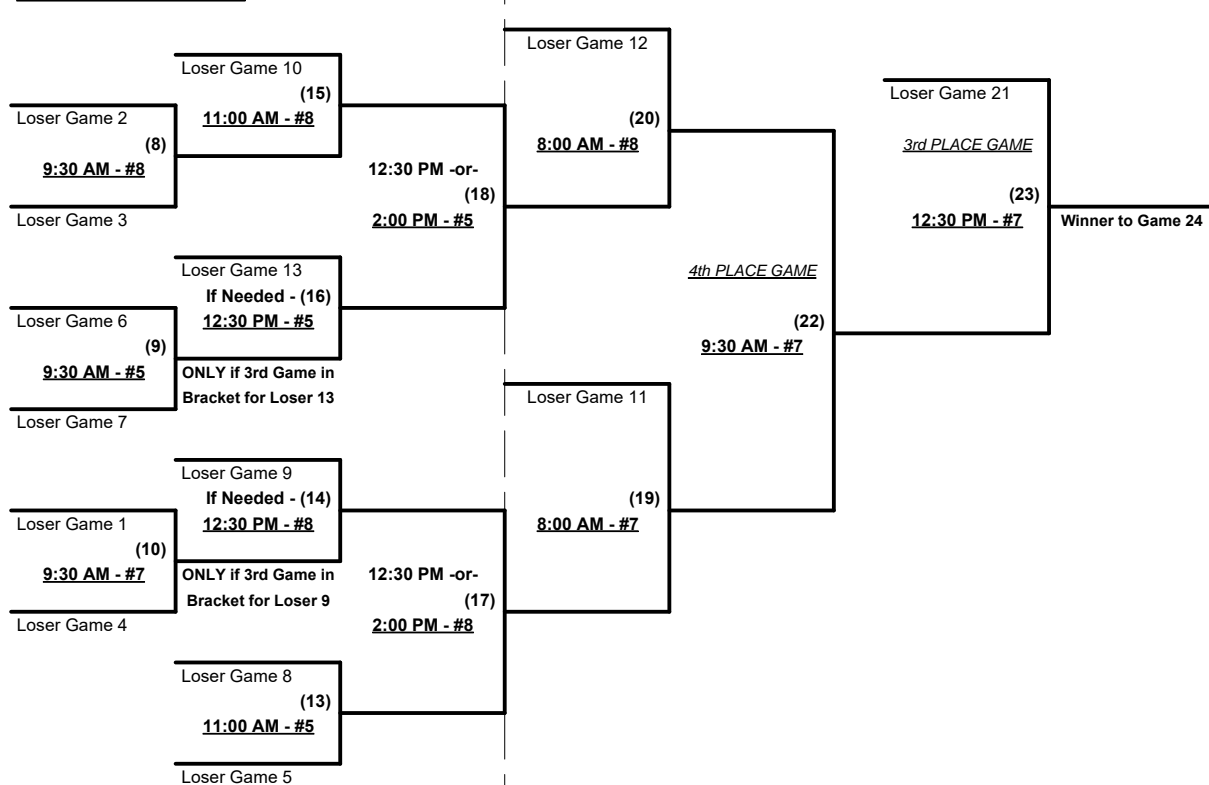 Loser Game 12
Loser Game 10
(15)
11:00 AM - #8
Loser Game 2
(8)
9:30 AM - #8
Loser Game 3
12:30 PM -or-
(18)
2:00 PM - #5
(20)
8:00 AM - #8
Loser Game 21
3rd PLACE GAME
(23)
12:30 PM - #7
Winner to Game 24
Loser Game 13
If Needed - (16)
12:30 PM - #5
Loser Game 6
(9)
9:30 AM - #5
Loser Game 7
ONLY if 3rd Game in
Bracket for Loser 13
4th PLACE GAME
(22)
9:30 AM - #7
Loser Game 11
Loser Game 9
If Needed - (14)
12:30 PM - #8
Loser Game 1
(10)
9:30 AM - #7
Loser Game 4
ONLY if 3rd Game in
Bracket for Loser 9
12:30 PM -or-
(17)
2:00 PM - #8
(19)
8:00 AM - #7
Loser Game 8
(13)
11:00 AM - #5
Loser Game 5